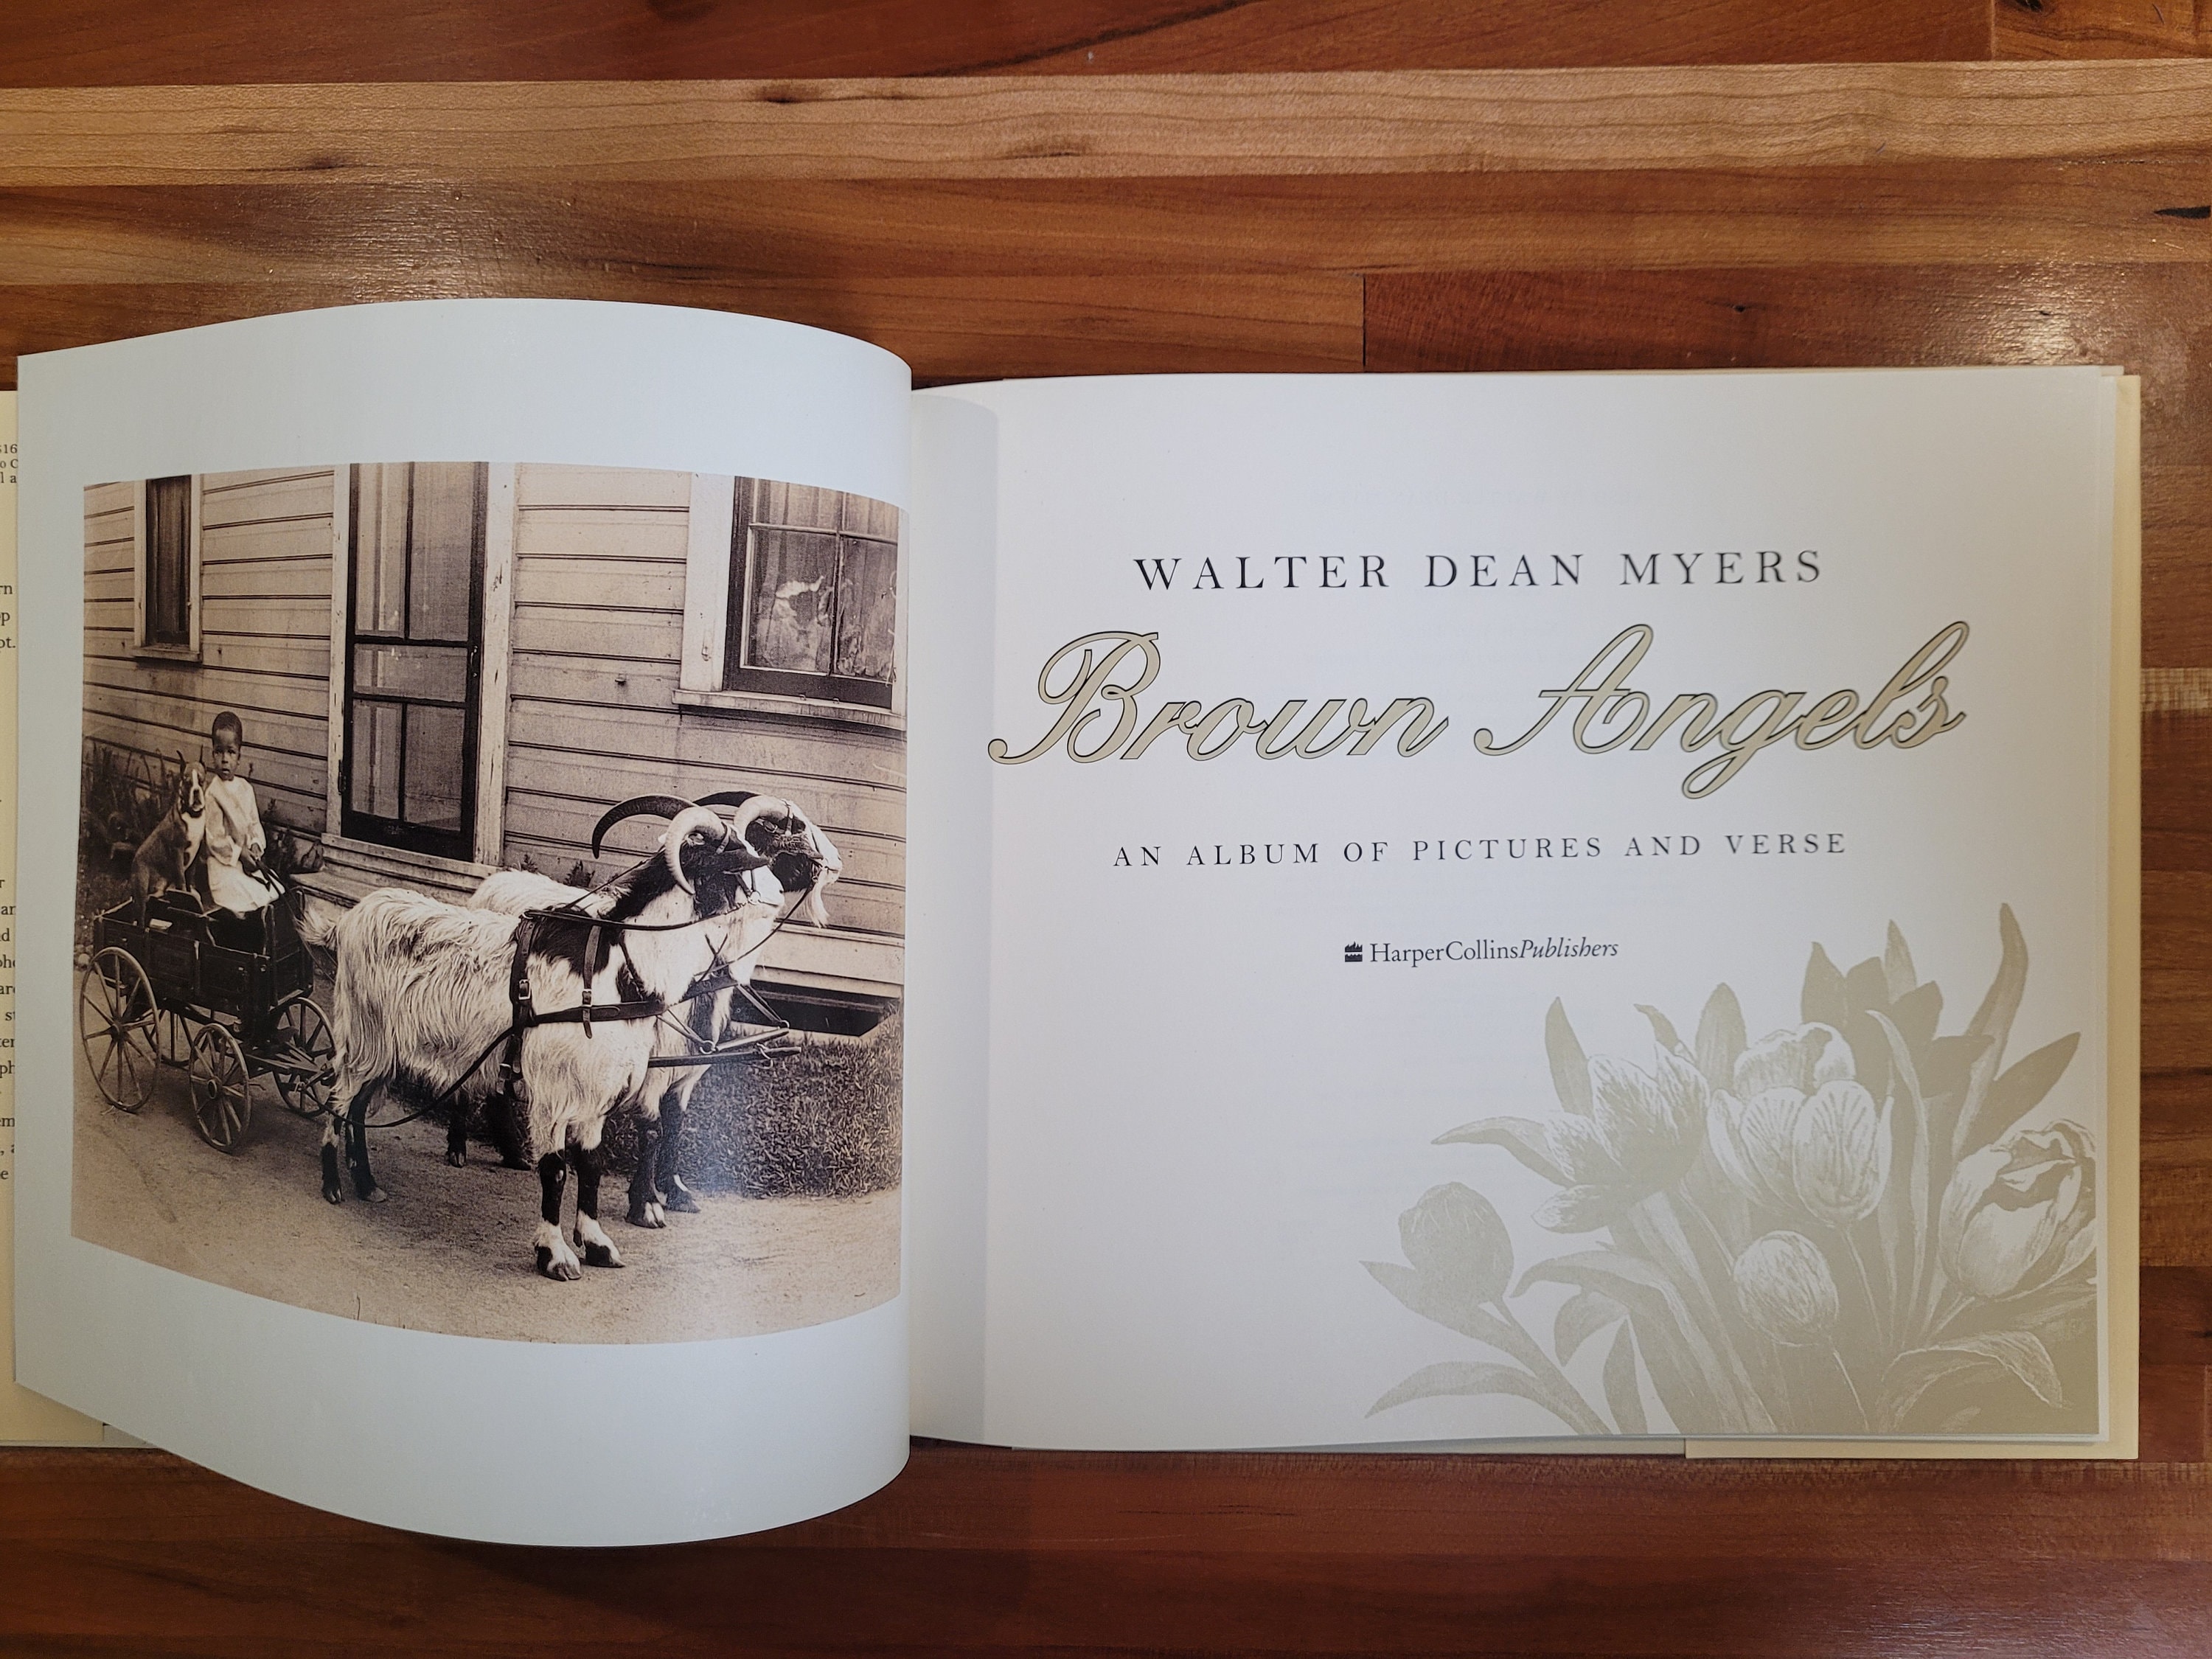 WALTER DEAN MYERS
Brown Angels
AN ALBUM OF PICTURES AND VERSE
HarperCollinsPublishers